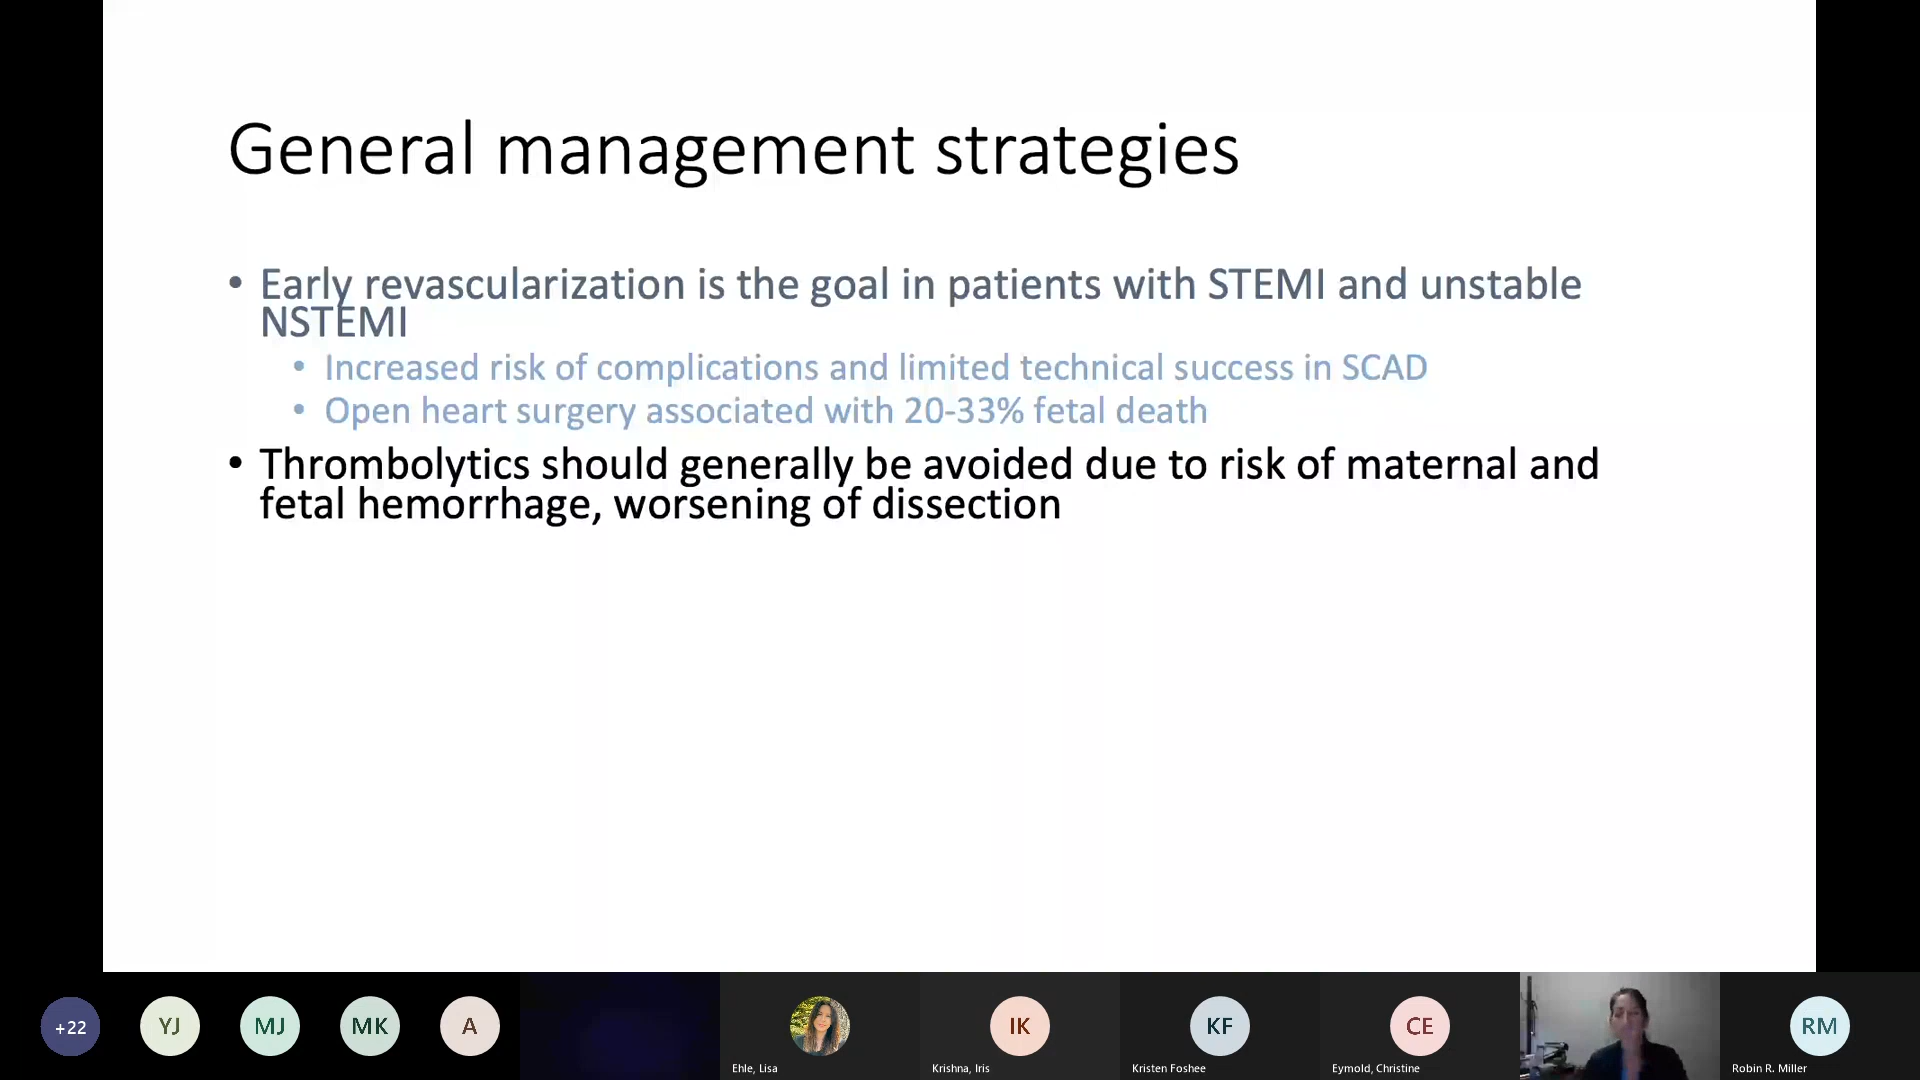 General management strategies
• Early revascularization is the goal in patients with STEMI and unstable
NSTEMI
• Increased risk of complications and limited technical success in SCAD
• Open heart surgery associated with 20-33% fetal death
• Thrombolytics should generally be avoided due to risk of maternal and
fetal hemorrhage, worsening of dissection
+22
YJ
MJ
MK
A
IK
KF
CE
RM
Ehle, Lisa
Krishna, Iris
Kristen Foshee
Eymold, Christine
Robin R. Miller